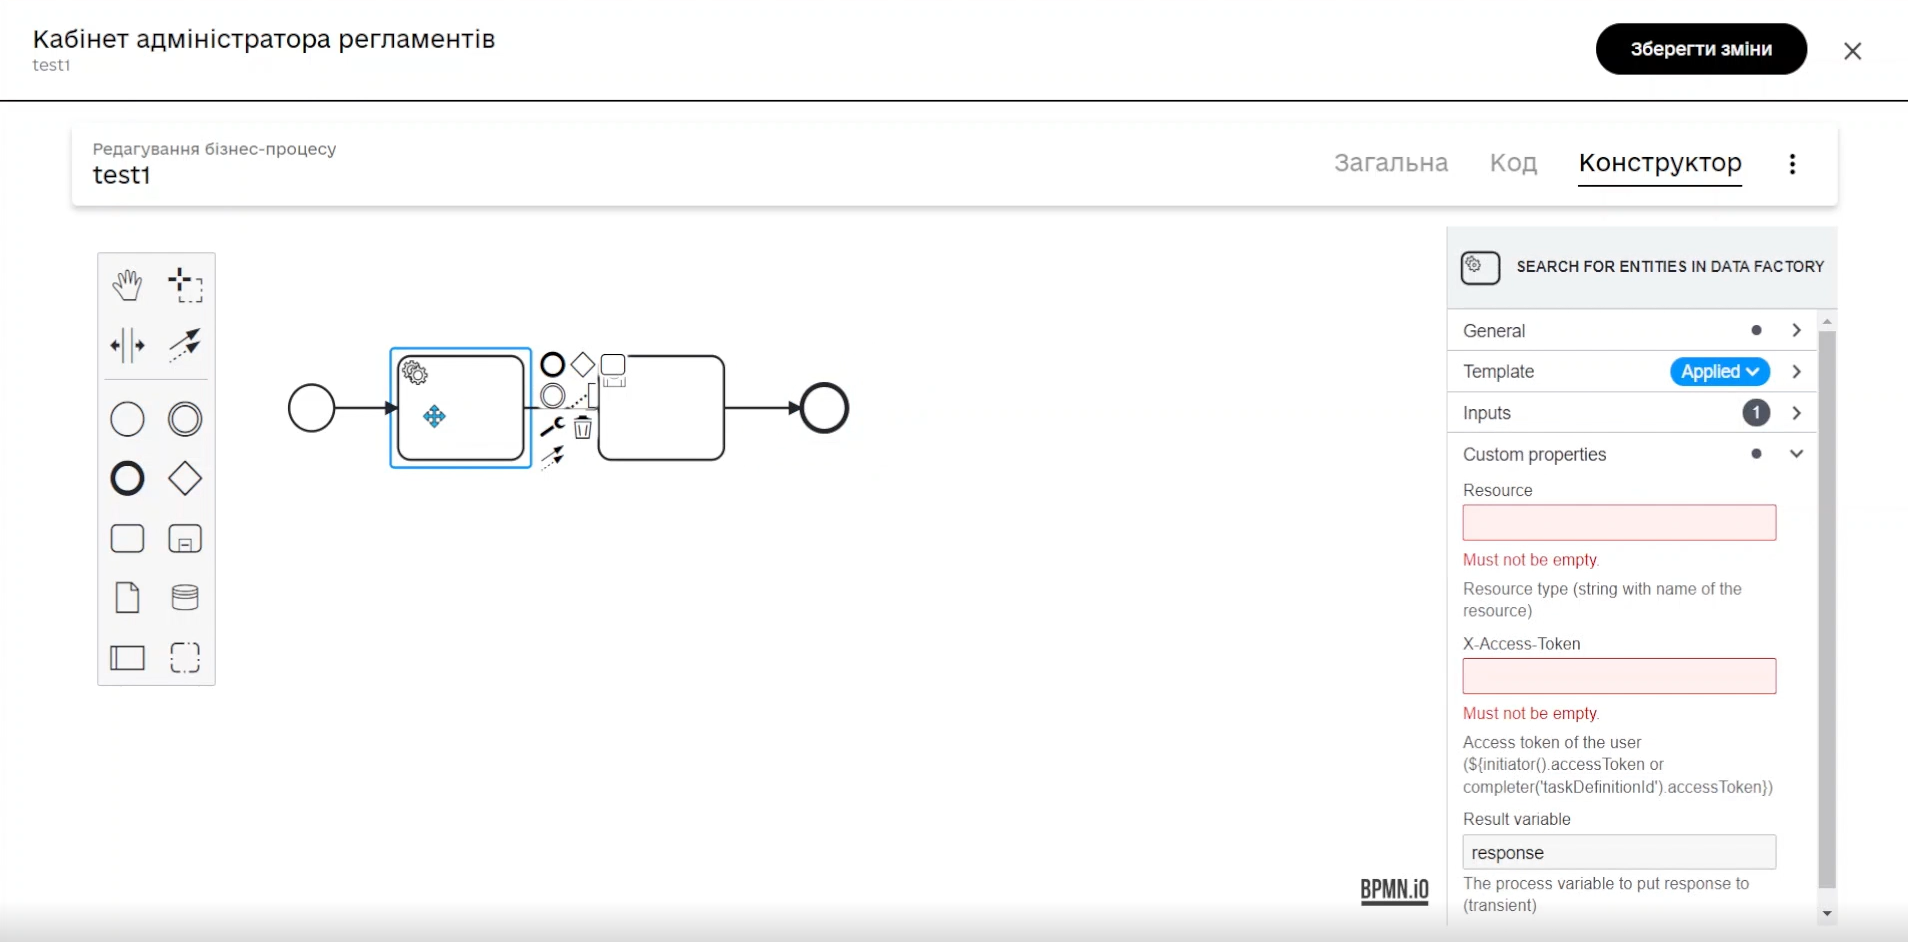 Кабінет адміністратора регламентів
test1
Зберегти зміни
Редагування бізнес-процесу
test1
Загальна
Код
Конструктор
SEARCH FOR ENTITIES IN DATA FACTORY
General
Template
Applied
Inputs
1
Custom properties
Resource
Must not be empty.
Resource type (string with name of the
resource)
X-Access-Token
Must not be empty.
Access token of the user
(${initiator().accessToken or
completer('taskDefinitionId').accessToken})
Result variable
response
The process variable to put response to
(transient)
BPMN.iO